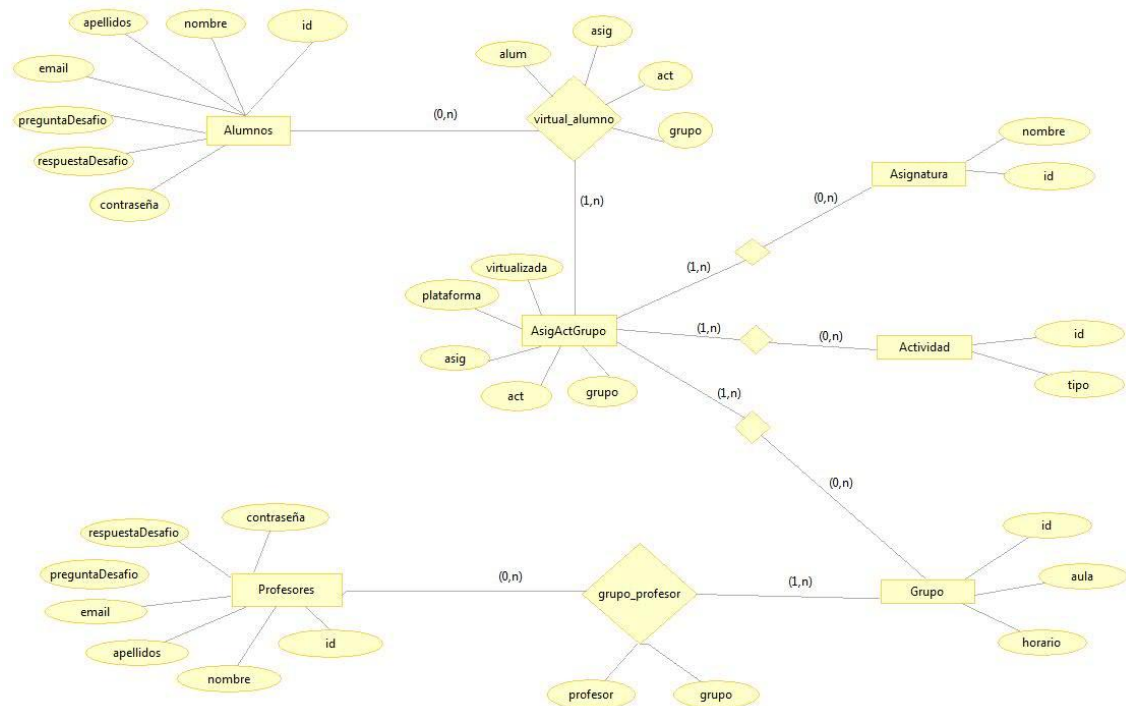 apellidos
nombre
id
email
preguntaDesafio
respuestaDesafio
contraseña
Alumnos
(0,n)
alum
asig
act
grupo
virtual_alumno
(1,n)
nombre
id
Asignatura
(0,n)
(1,n)
virtualizada
plataforma
AsigActGrupo
asig
act
grupo
(1,n)
(0,n)
Actividad
id
tipo
(1,n)
(0,n)
contraseña
respuestaDesafio
preguntaDesafio
email
apellidos
nombre
id
Profesores
(0,n)
grupo_profesor
profesor
grupo
(1,n)
Grupo
id
aula
horario